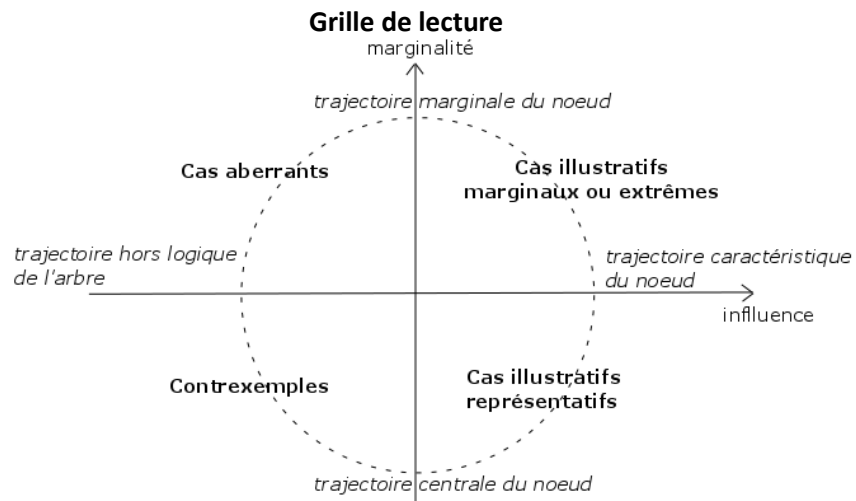 Grille de lecture
marginalité
trajectoire marginale du noeud
Cas aberrants
Cas illustratifs
marginaux ou extrêmes
trajectoire hors logique
de l'arbre
trajectoire caractéristique
du noeud
inflluence
Contrexemples
Cas illustratifs
représentatifs
trajectoire centrale du noeud